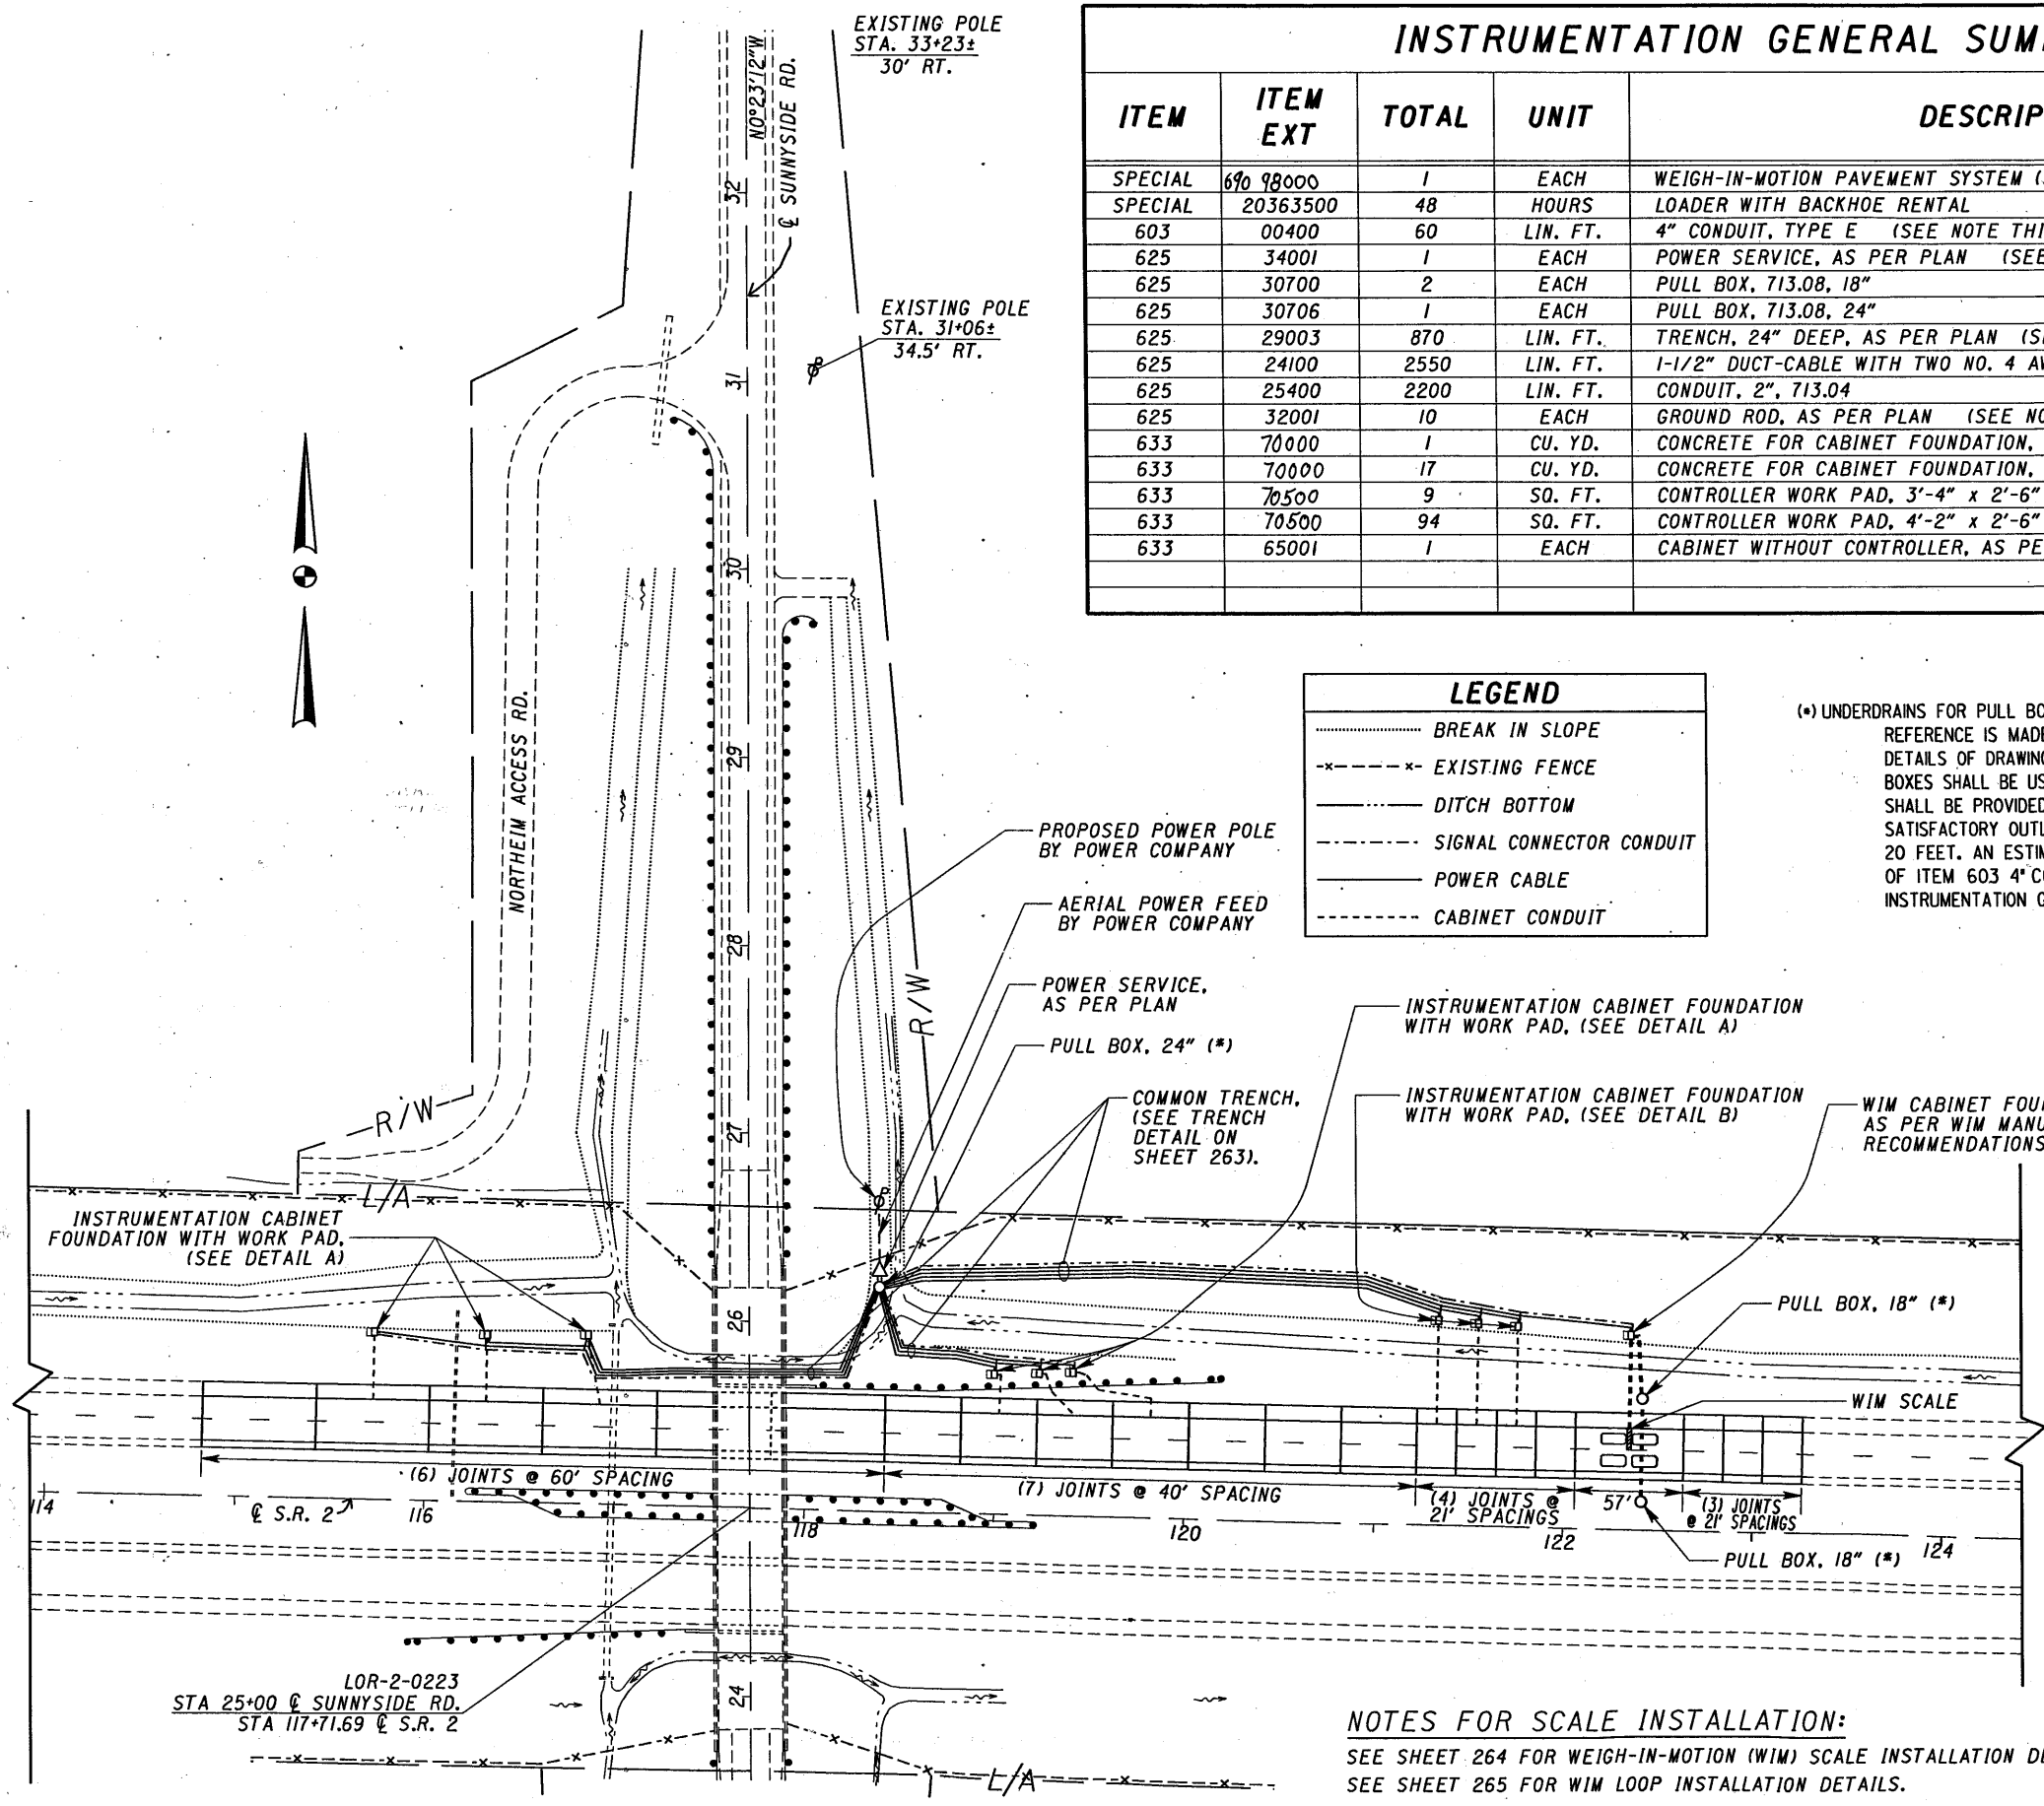 EXISTING POLE
STA. 33+23±
30' RT.
N0°23'12"W
℄ SUNNYSIDE RD.
32
EXISTING POLE
STA. 31+06±
34.5' RT.
31
30
29
28
27
26
24
NORTHEIM ACCESS RD.
INSTRUMENTATION GENERAL
ITEM ITEM EXT TOTAL UNIT
SPECIAL 690 98000 1 EACH WEIGH-IN-MOTION PAVEMENT SYSTEM
SPECIAL 20363500 48 HOURS LOADER WITH BACKHOE RENTAL
603 00400 60 LIN. FT. 4" CONDUIT, TYPE E (SEE NOTE
625 34001 1 EACH POWER SERVICE, AS PER PLAN (SEE
625 30700 2 EACH PULL BOX, 713.08, 18"
625 30706 1 EACH PULL BOX, 713.08, 24"
625 29003 870 LIN. FT. TRENCH, 24" DEEP, AS PER PLAN
625 24100 2550 LIN. FT. 1-1/2" DUCT-CABLE WITH TWO NO. 4
625 25400 2200 LIN. FT. CONDUIT, 2", 713.04
625 32001 10 EACH GROUND ROD, AS PER PLAN (SEE
633 70000 1 CU. YD. CONCRETE FOR CABINET FOUNDATION,
633 70000 17 CU. YD. CONCRETE FOR CABINET FOUNDATION,
633 70500 9 SQ. FT. CONTROLLER WORK PAD, 3'-4" x 2'-6"
633 70500 94 SQ. FT. CONTROLLER WORK PAD, 4'-2" x 2'-6"
633 65001 1 EACH CABINET WITHOUT CONTROLLER, AS
LEGEND
BREAK IN SLOPE
EXISTING FENCE
DITCH BOTTOM
SIGNAL CONNECTOR CONDUIT
POWER CABLE
CABINET CONDUIT
(*) UNDERDRAINS FOR PULL
REFERENCE IS MADE
DETAILS OF
BOXES SHALL BE
SHALL BE PROVIDED
SATISFACTORY
20 FEET. AN
OF ITEM 603 4"
INSTRUMENTATION
PROPOSED POWER POLE
BY POWER COMPANY
AERIAL POWER FEED
BY POWER COMPANY
POWER SERVICE,
AS PER PLAN
PULL BOX, 24" (*)
COMMON TRENCH,
(SEE TRENCH
DETAIL ON
SHEET 263).
INSTRUMENTATION CABINET FOUNDATION
WITH WORK PAD, (SEE DETAIL A)
INSTRUMENTATION CABINET FOUNDATION
WITH WORK PAD, (SEE DETAIL B)
WIM CABINET
AS PER WIM
RECOMMENDATIONS
R/W
R/W
L/A
P
P
INSTRUMENTATION CABINET
FOUNDATION WITH WORK PAD,
(SEE DETAIL A)
PULL BOX, 18" (*)
WIM SCALE
(6) JOINTS @ 60' SPACING
(7) JOINTS @ 40' SPACING
(4) JOINTS @
21' SPACINGS
57'
(3) JOINTS
@ 21' SPACINGS
114
℄ S.R. 2
116
118
120
122
124
PULL BOX, 18" (*)
LOR-2-0223
STA 25+00 ℄ SUNNYSIDE RD.
STA 117+71.69 ℄ S.R. 2
L/A
NOTES FOR SCALE INSTALLATION:
SEE SHEET 264 FOR WEIGH-IN-MOTION (WIM) SCALE INSTALLATION
SEE SHEET 265 FOR WIM LOOP INSTALLATION DETAILS.